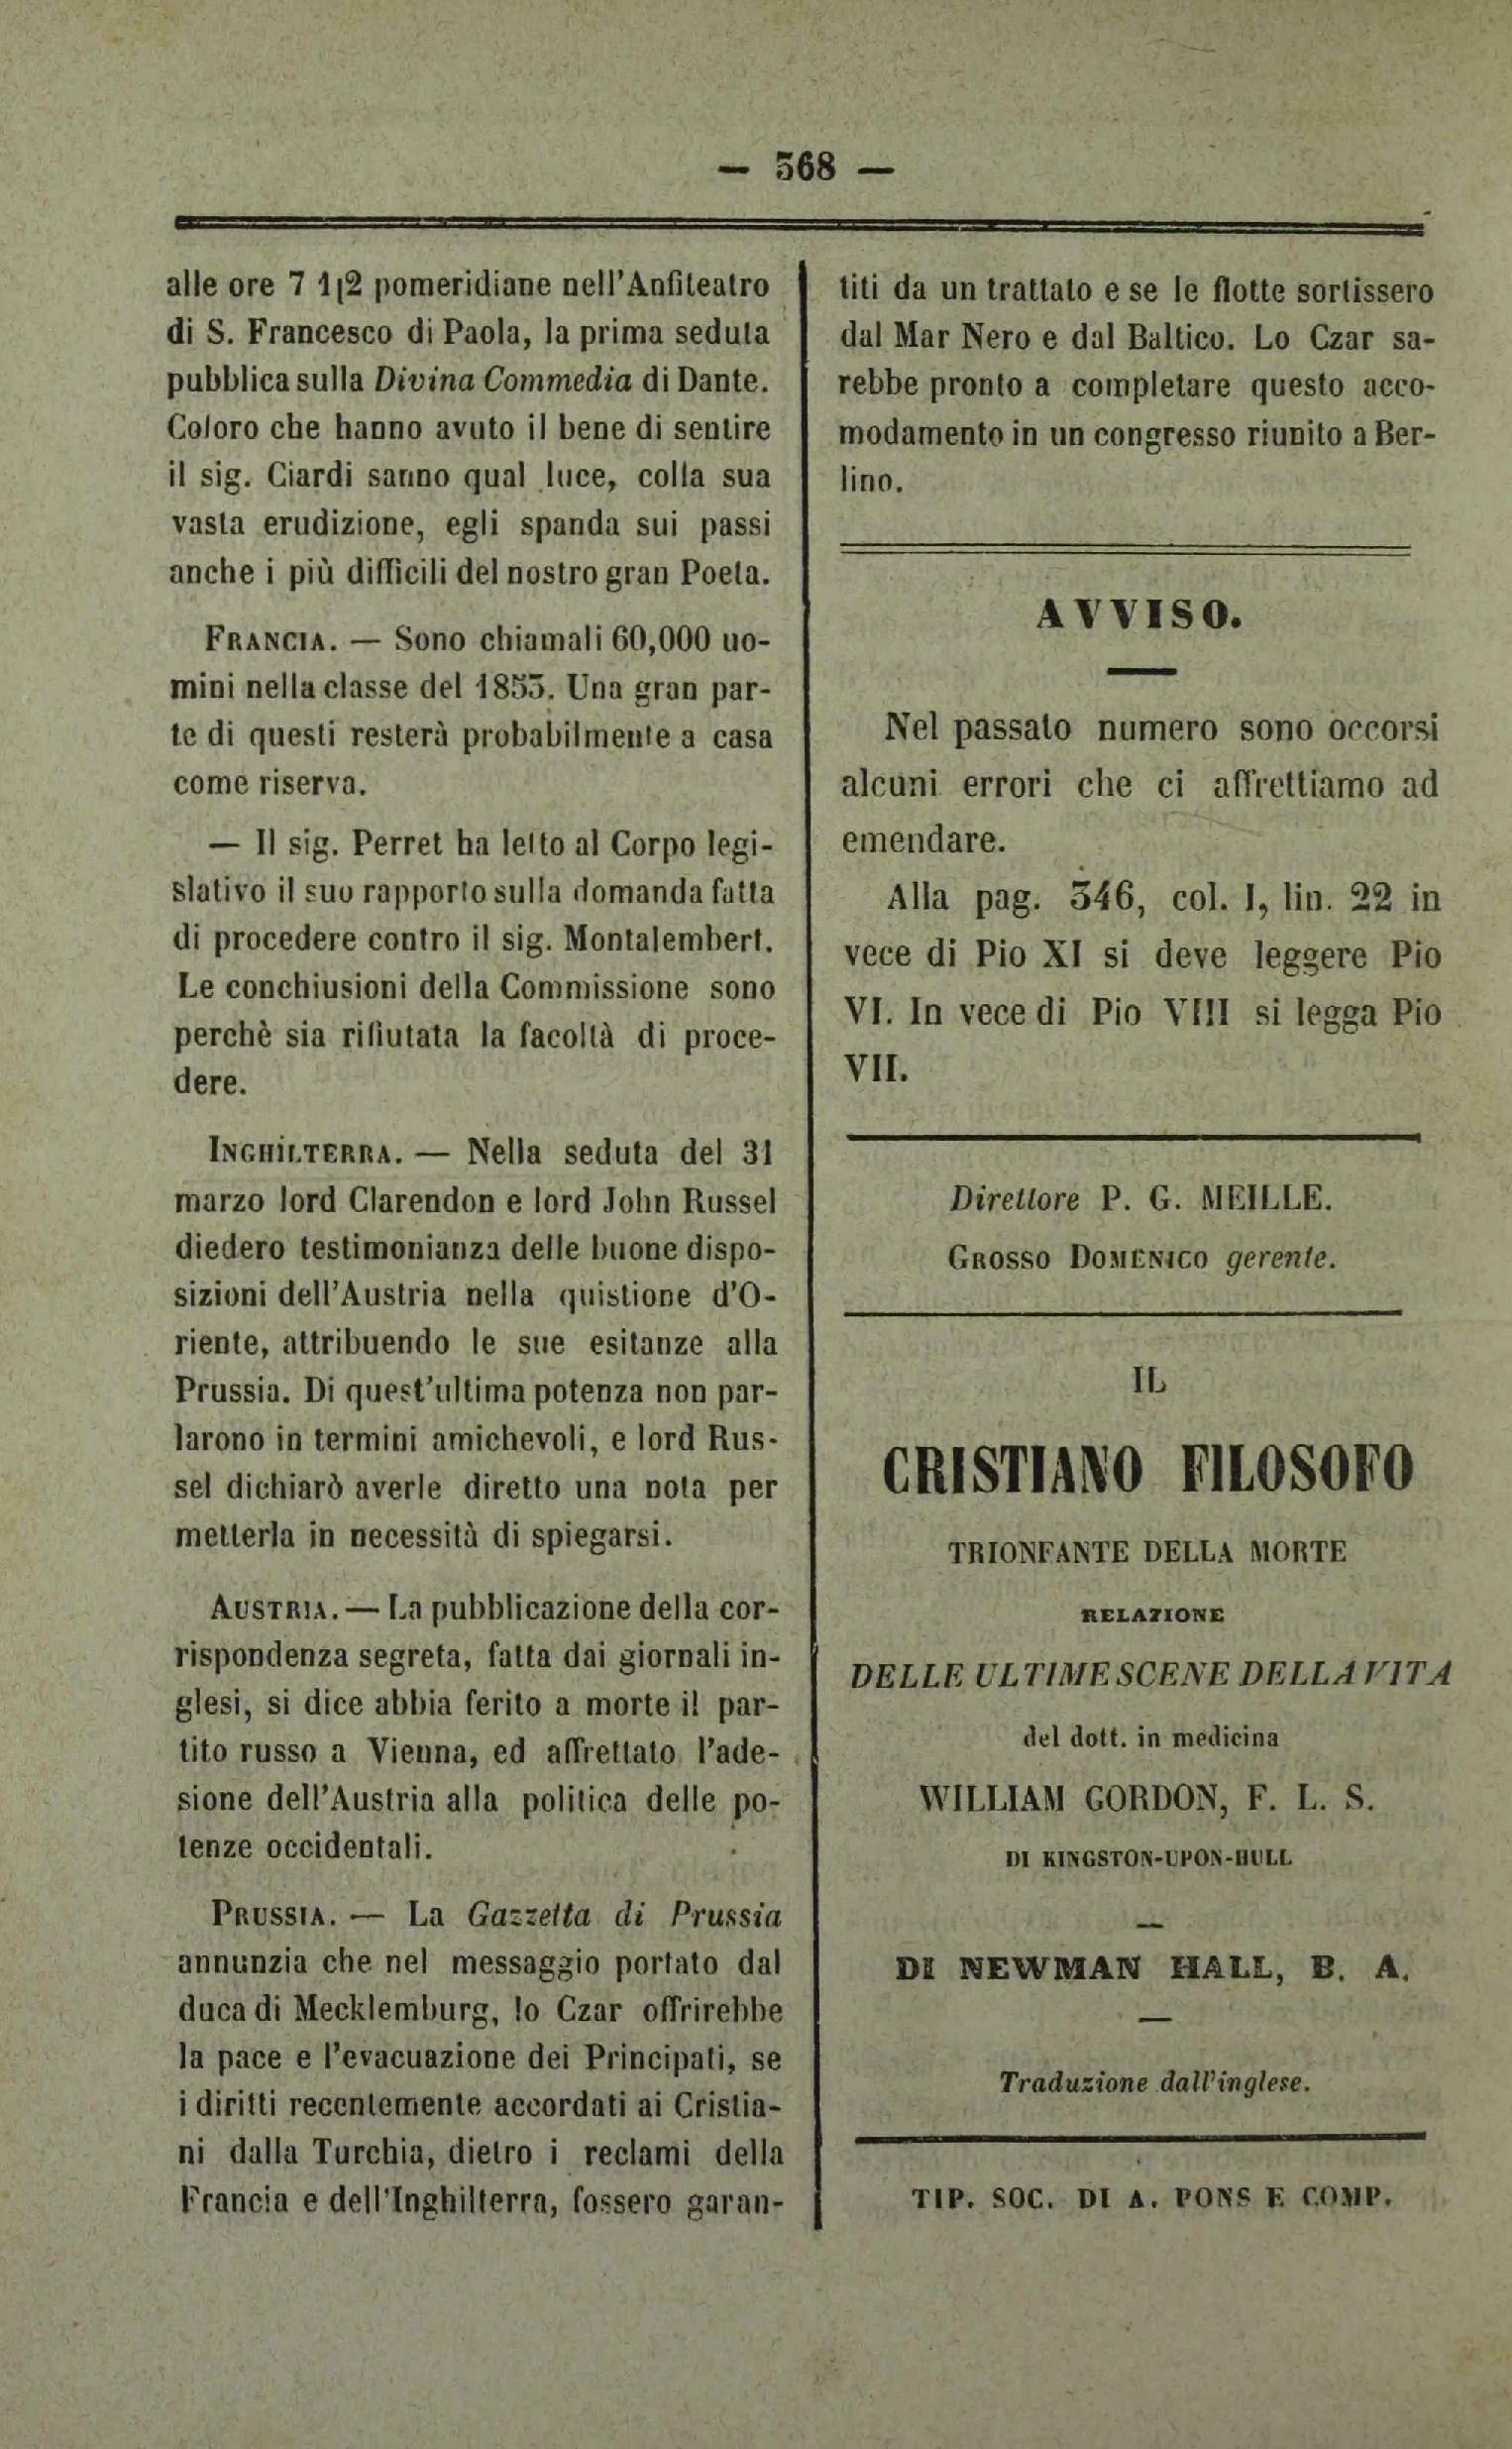 — 368 —
alle ore 7 1|2 pomeridiane nell'Anfiteatro
di S. Francesco di Paola, la prima seduta
pubblica sulla Divina Commedia di Dante.
Coloro che hanno avuto il bene di sentire
il sig. Ciardi sanno qual luce, colla sua
vasta erudizione, egli spanda sui passi
anche i più difficili del nostro gran Poeta.
FRANCIA. — Sono chiamati 60,000 uo-
mini nella classe del 1853. Una gran par-
te di questi resterà probabilmente a casa
come riserva.
— Il sig. Perret ha letto al Corpo legi-
slativo il suo rapporto sulla domanda fatta
di procedere contro il sig. Montalembert.
Le conchiusioni della Commissione sono
perchè sia rifiutata la facoltà di proce-
dere.
INGHILTERRA. — Nella seduta del 31
marzo lord Clarendon e lord John Russel
diedero testimonianza delle buone dispo-
sizioni dell'Austria nella quistione d'O-
riente, attribuendo le sue esitanze alla
Prussia. Di quest'ultima potenza non par-
larono in termini amichevoli, e lord Rus-
sel dichiarò averle diretto una nota per
metterla in necessità di spiegarsi.
AUSTRIA. — La pubblicazione della cor-
rispondenza segreta, fatta dai giornali in-
glesi, si dice abbia ferito a morte il par-
tito russo a Vienna, ed affrettato l'ade-
sione dell'Austria alla politica delle po-
tenze occidentali.
PRUSSIA. — La Gazzetta di Prussia
annunzia che nel messaggio portato dal
duca di Mecklemburg, lo Czar offrirebbe
la pace e l'evacuazione dei Principati, se
i diritti recentemente accordati ai Cristia-
ni dalla Turchia, dietro i reclami della
Francia e dell'Inghilterra, fossero garan-
titi da un trattato e se le flotte sortissero
dal Mar Nero e dal Baltico. Lo Czar sa-
rebbe pronto a completare questo acco-
modamento in un congresso riunito a Ber-
lino.
AVVISO.
Nel passato numero sono occorsi
alcuni errori che ci affrettiamo ad
emendare.
Alla pag. 346, col. I, lin. 22 in
vece di Pio XI si deve leggere Pio
VI. In vece di Pio VIII si legga Pio
VII.
Direttore P. G. MEILLE.
GROSSO DOMENICO gerente.
IL
CRISTIANO FILOSOFO
TRIONFANTE DELLA MORTE
RELAZIONE
DELLE ULTIME SCENE DELLA VITA
del dott. in medicina
WILLIAM GORDON, F. L. S.
DI KINGSTON-UPON-HULL
DI NEWMAN HALL, B. A.
Traduzione dall'inglese.
TIP. SOC. DI A. PONS E COMP.